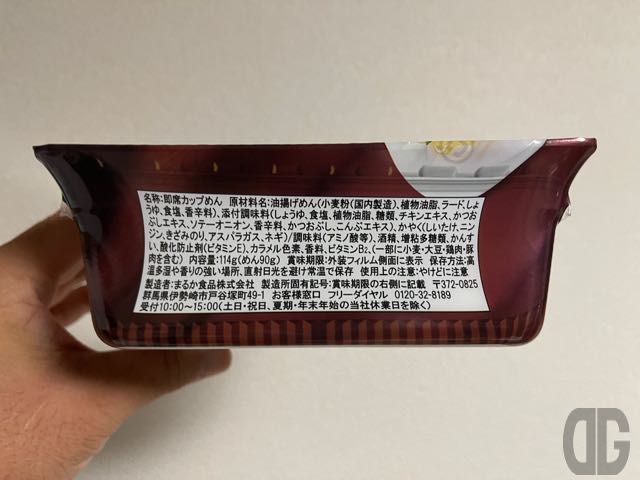 名称:即席カップめん 原材料名:油揚げめん(小麦粉(国内製造)、植物油脂、ラード、しょ
うゆ、食塩、香辛料)、添付調味料(しょうゆ、食塩、植物油脂、糖類、チキンエキス、かつお
ぶしエキス、ソテーオニオン、香辛料、かつおぶし、こんぶエキス)、かやく(しいたけ、ニン
ジン、きざみのり、アスパラガス、ネギ)/調味料(アミノ酸等)、酒精、増粘多糖類、かんす
い、酸化防止剤(ビタミンE)、カラメル色素、香料、ビタミンB₂、(一部に小麦・大豆・鶏肉・豚
肉を含む) 内容量:114g(めん90g) 賞味期限:外装フィルム側面に表示 保存方法:高
温多湿や香りの強い場所、直射日光を避け常温で保存 使用上の注意:やけどに注意
製造者:まるか食品株式会社 製造所固有記号:賞味期限の右側に記載 〒372-0825
群馬県伊勢崎市戸谷塚町49-1 お客様窓口 フリーダイヤル 0120-32-8189
受付10:00〜15:00(土日・祝日、夏期・年末年始の当社休業日を除く)
DG